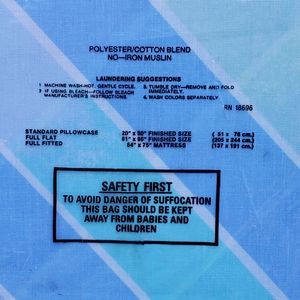 POLYESTER/COTTON BLEND
NO—IRON MUSLIN
LAUNDERING SUGGESTIONS
1. MACHINE WASH-HOT, GENTLE CYCLE. 5. TUMBLE DRY—REMOVE AND FOLD
2. IF USING BLEACH—FOLLOW BLEACH IMMEDIATELY.
MANUFACTURER'S INSTRUCTIONS. 6. WASH COLORS SEPARATELY
RN 18696
STANDARD PILLOWCASE 20" x 30" FINISHED SIZE ( 51 x 76 cm.)
FULL FLAT 81" x 96" FINISHED SIZE (205 x 244 cm.)
FULL FITTED 54" x 75" MATTRESS (137 x 191 cm.)
SAFETY FIRST
TO AVOID DANGER OF SUFFOCATION
THIS BAG SHOULD BE KEPT
AWAY FROM BABIES AND
CHILDREN